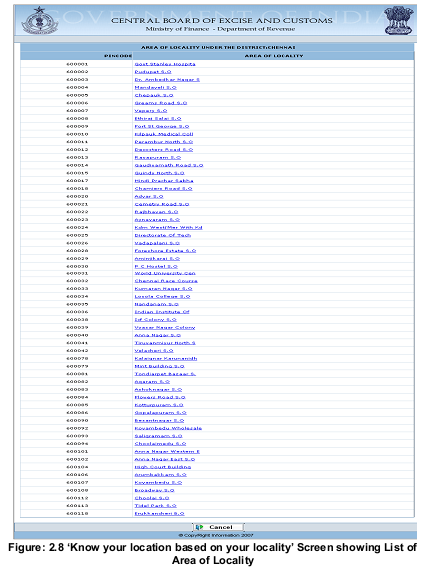 CENTRAL BOARD OF EXCISE AND CUSTOMS
Ministry of Finance - Department of Revenue
AREA OF LOCALITY UNDER THE DISTRICT:CHENNAI
PINCODE AREA OF LOCALITY
600001 Govt Stanley Hospita
600002 Pudupet S.O
600003 Dr. Ambedkar Nagar S
600004 Mandaveli S.O
600005 Chepauk S.O
600006 Greams Road S.O
600007 Vepery S.O
600008 Ethiraj Salai S.O
600009 Fort St George S.O
600010 Kilpauk Medical Coll
600011 Perambur North S.O
600012 Decosters Road S.O
600013 Rayapuram S.O
600014 Gaudiamath Road S.O
600015 Guindy North S.O
600017 Hindi Prachar Sabha
600018 Chamiers Road S.O
600020 Adyar S.O
600021 Cemetry Road S.O
600022 Rajbhavan S.O
600023 Aynavaram S.O
600024 Kdm West/Mer With Kd
600025 Directorate Of Tech
600026 Vadapalani S.O
600028 Foreshore Estate S.O
600029 Aminjikarai S.O
600030 P C Hostel S.O
600031 World University Cen
600032 Chennai Race Course
600033 Kumaran Nagar S.O
600034 Loyola College S.O
600035 Nandanam S.O
600036 Indian Institute Of
600038 Icf Colony S.O
600039 Vyasar Nagar Colony
600040 Anna Nagar S.O
600041 Tiruvanmiyur North S
600042 Velacheri S.O
600078 Kalaignar Karunanidh
600079 Mint Building S.O
600081 Tondiarpet Bazaar S.
600082 Agaram S.O
600083 Ashoknagar S.O
600084 Flowers Road S.O
600085 Kotturpuram S.O
600086 Gopalapuram S.O
600090 Besantnagar S.O
600092 Koyambedu Wholesale
600093 Saligramam S.O
600094 Choolaimedu S.O
600101 Anna Nagar Western E
600102 Anna Nagar East S.O
600104 High Court Building
600106 Arumbakkam S.O
600107 Koyambedu S.O
600108 Broadway S.O
600112 Choolai S.O
600113 Tidel Park S.O
600118 Erukkancheri S.O
Cancel
© Copyright Information 2007
Figure: 2.8 ‘Know your location based on your locality’ Screen showing List of
Area of Locality